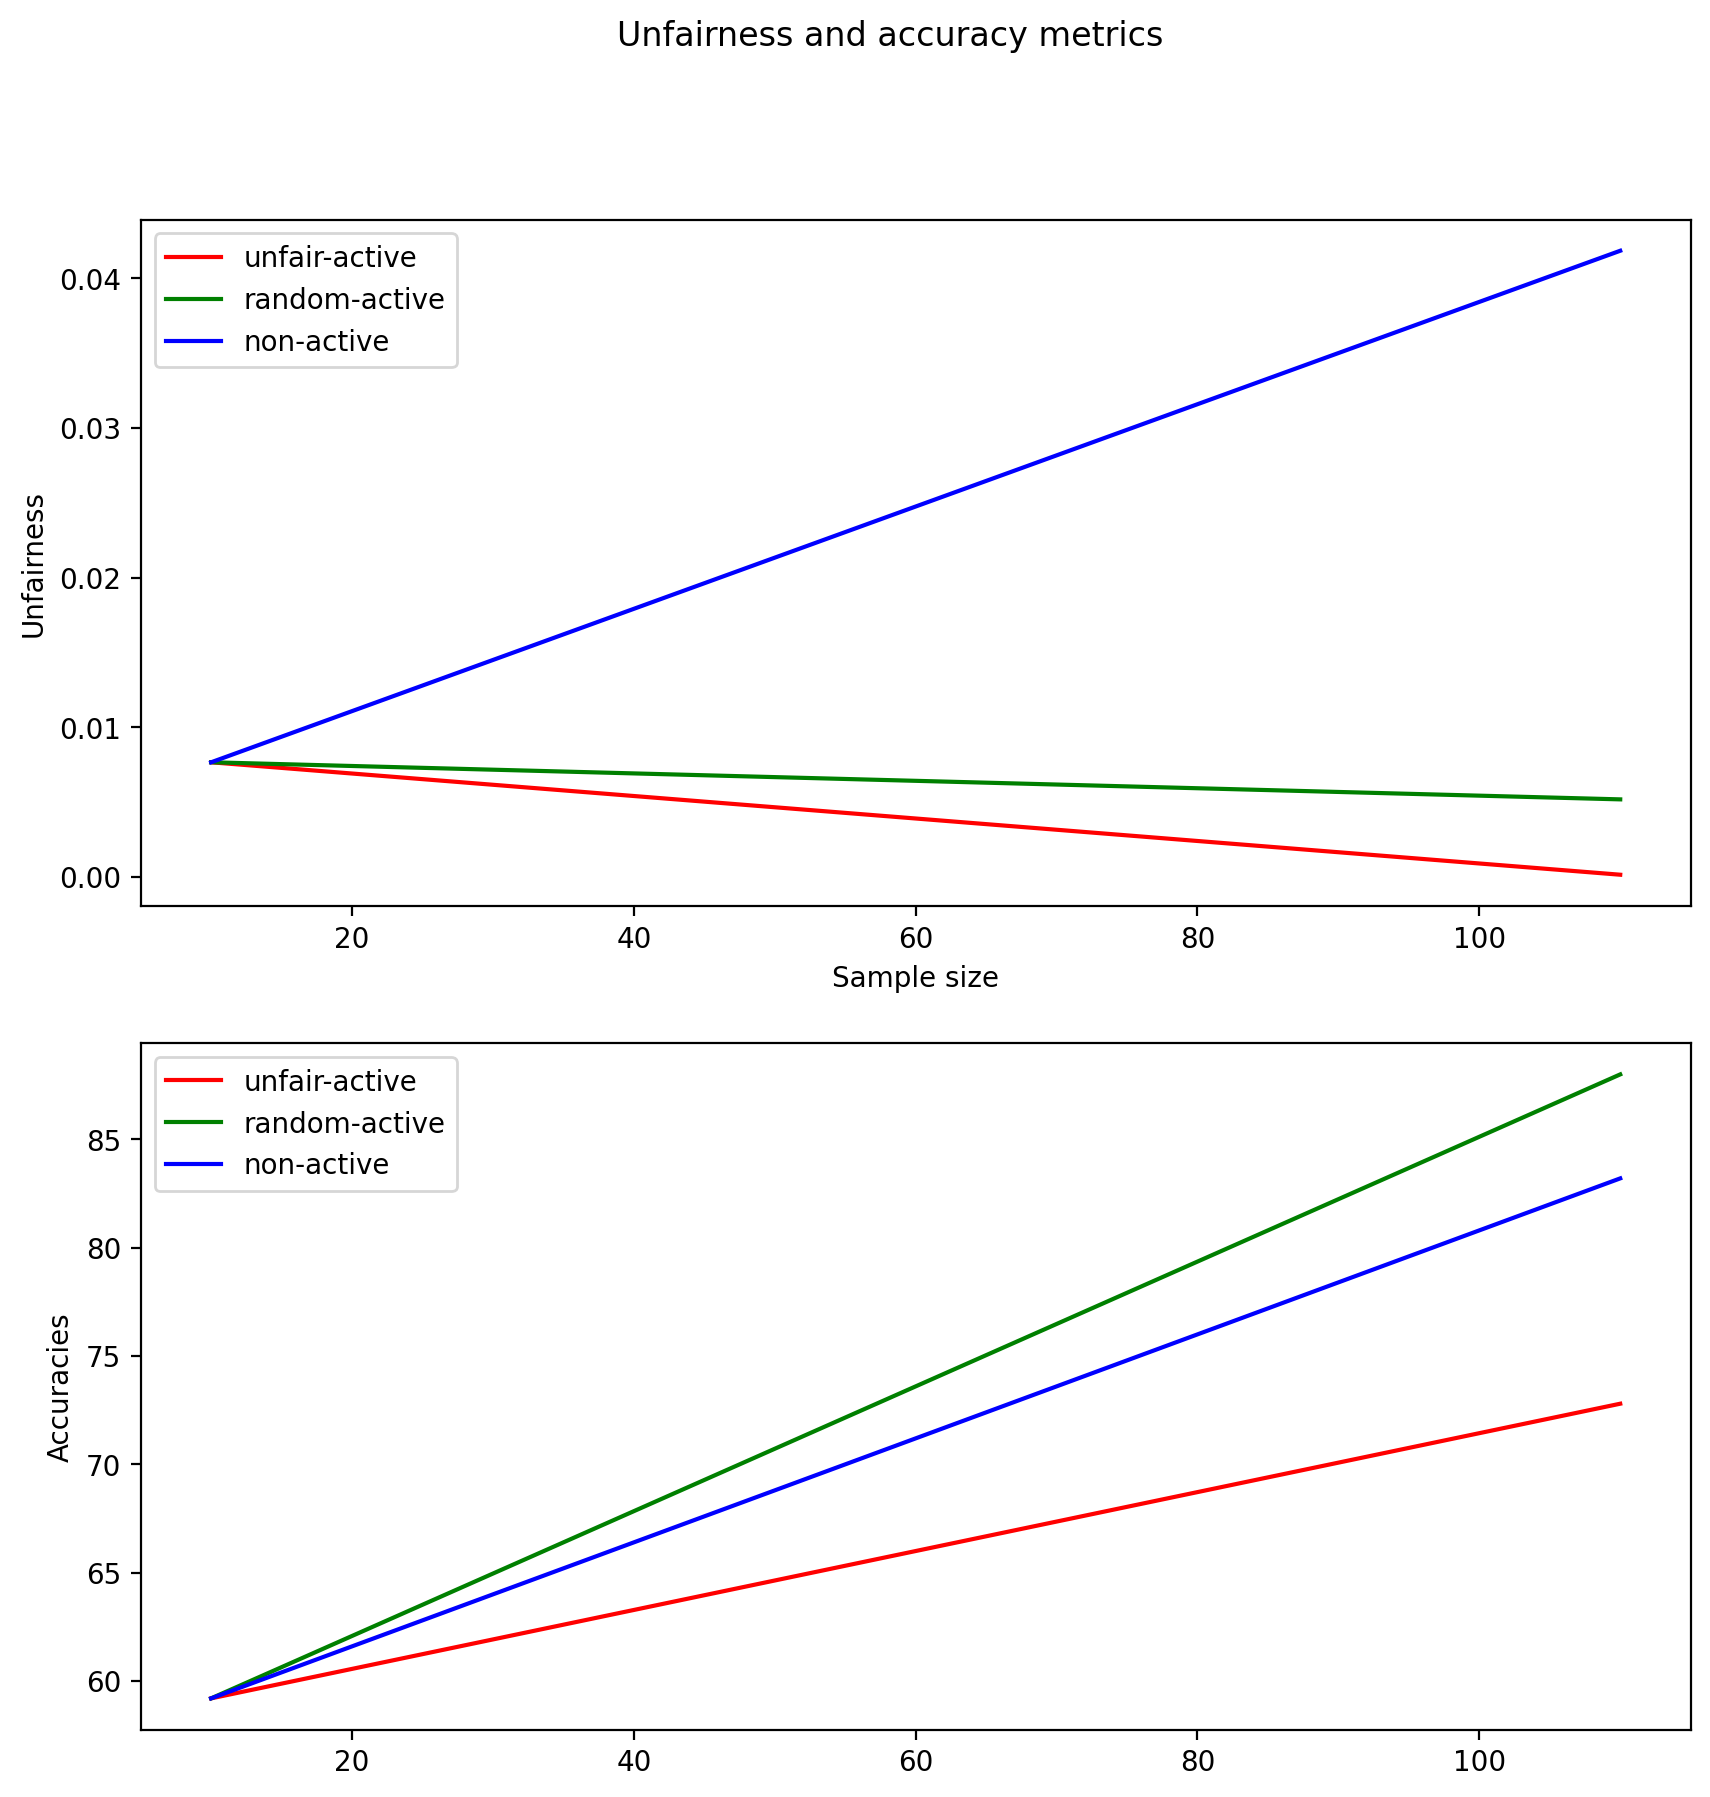 Unfairness and accuracy metrics
unfair-active
random-active
non-active
0.04
0.03
0.02
0.01
0.00
Unfairness
20 40 60 80 100
Sample size
unfair-active
random-active
non-active
85
80
75
70
65
60
Accuracies
20 40 60 80 100